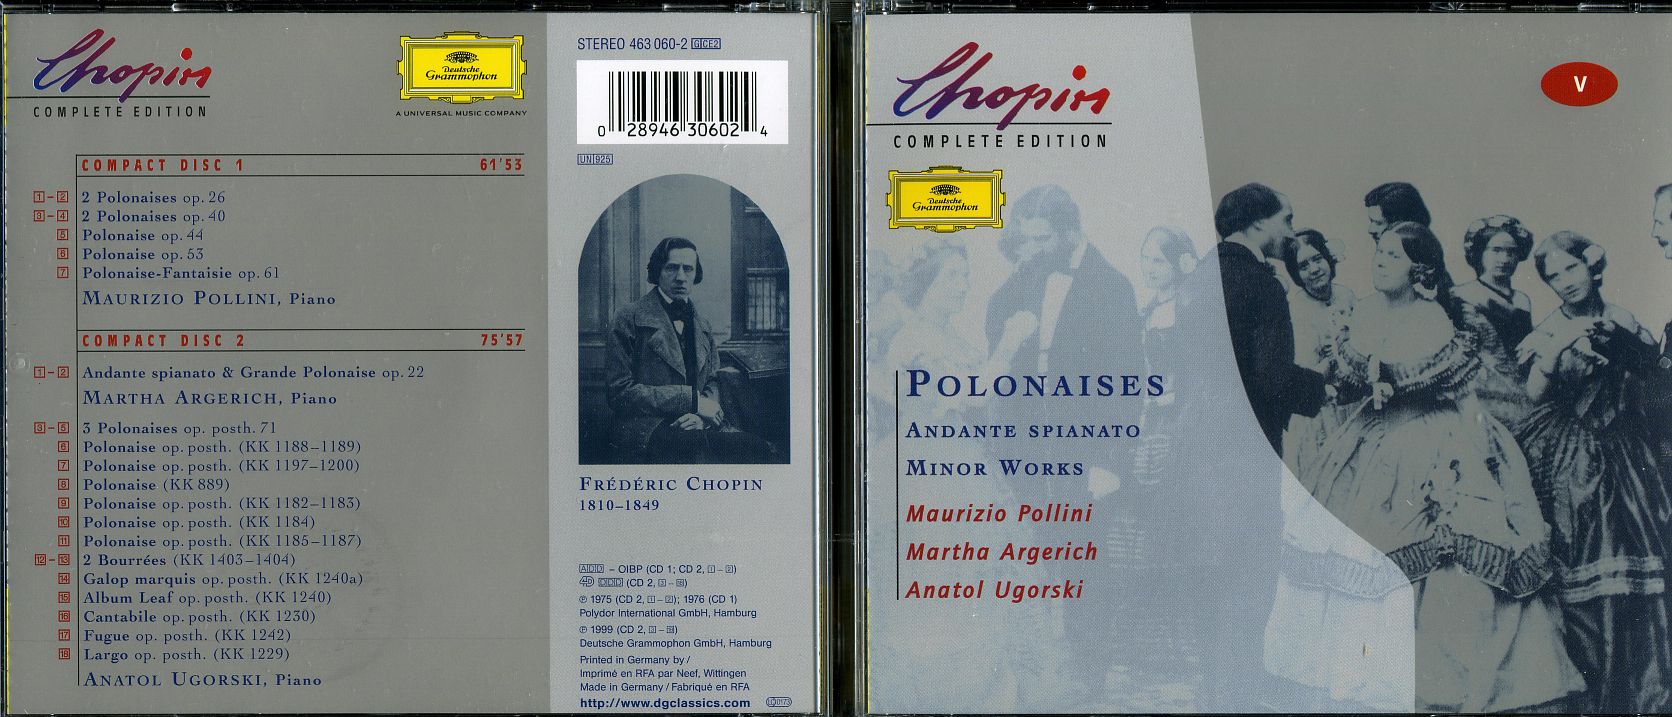 Chopin
COMPLETE EDITION
Deutsche
Grammophon
A UNIVERSAL MUSIC COMPANY
COMPACT DISC 1 61'53
1–2 2 Polonaises op. 26
3–4 2 Polonaises op. 40
5 Polonaise op. 44
6 Polonaise op. 53
7 Polonaise-Fantaisie op. 61
MAURIZIO POLLINI, Piano
COMPACT DISC 2 75'57
1–2 Andante spianato & Grande Polonaise op. 22
MARTHA ARGERICH, Piano
3–5 3 Polonaises op. posth. 71
6 Polonaise op. posth. (KK 1188–1189)
7 Polonaise op. posth. (KK 1197–1200)
8 Polonaise (KK 889)
9 Polonaise op. posth. (KK 1182–1183)
10 Polonaise op. posth. (KK 1184)
11 Polonaise op. posth. (KK 1185–1187)
12–13 2 Bourrées (KK 1403–1404)
14 Galop marquis op. posth. (KK 1240a)
15 Album Leaf op. posth. (KK 1240)
16 Cantabile op. posth. (KK 1230)
17 Fugue op. posth. (KK 1242)
18 Largo op. posth. (KK 1229)
ANATOL UGORSKI, Piano
STEREO 463 060-2 GCE2
0 28946 30602 4
UN 925
FRÉDÉRIC CHOPIN
1810–1849
ADD – OIBP (CD 1; CD 2, 1–2)
4D DDD (CD 2, 3–18)
℗ 1975 (CD 2, 1–2); 1976 (CD 1)
Polydor International GmbH, Hamburg
℗ 1999 (CD 2, 3–18)
Deutsche Grammophon GmbH, Hamburg
Printed in Germany by /
Imprimé en RFA par Neef, Wittingen
Made in Germany / Fabriqué en RFA
http://www.dgclassics.com
LC 0173
Chopin
COMPLETE EDITION
V
Deutsche
Grammophon
POLONAISES
ANDANTE SPIANATO
MINOR WORKS
Maurizio Pollini
Martha Argerich
Anatol Ugorski